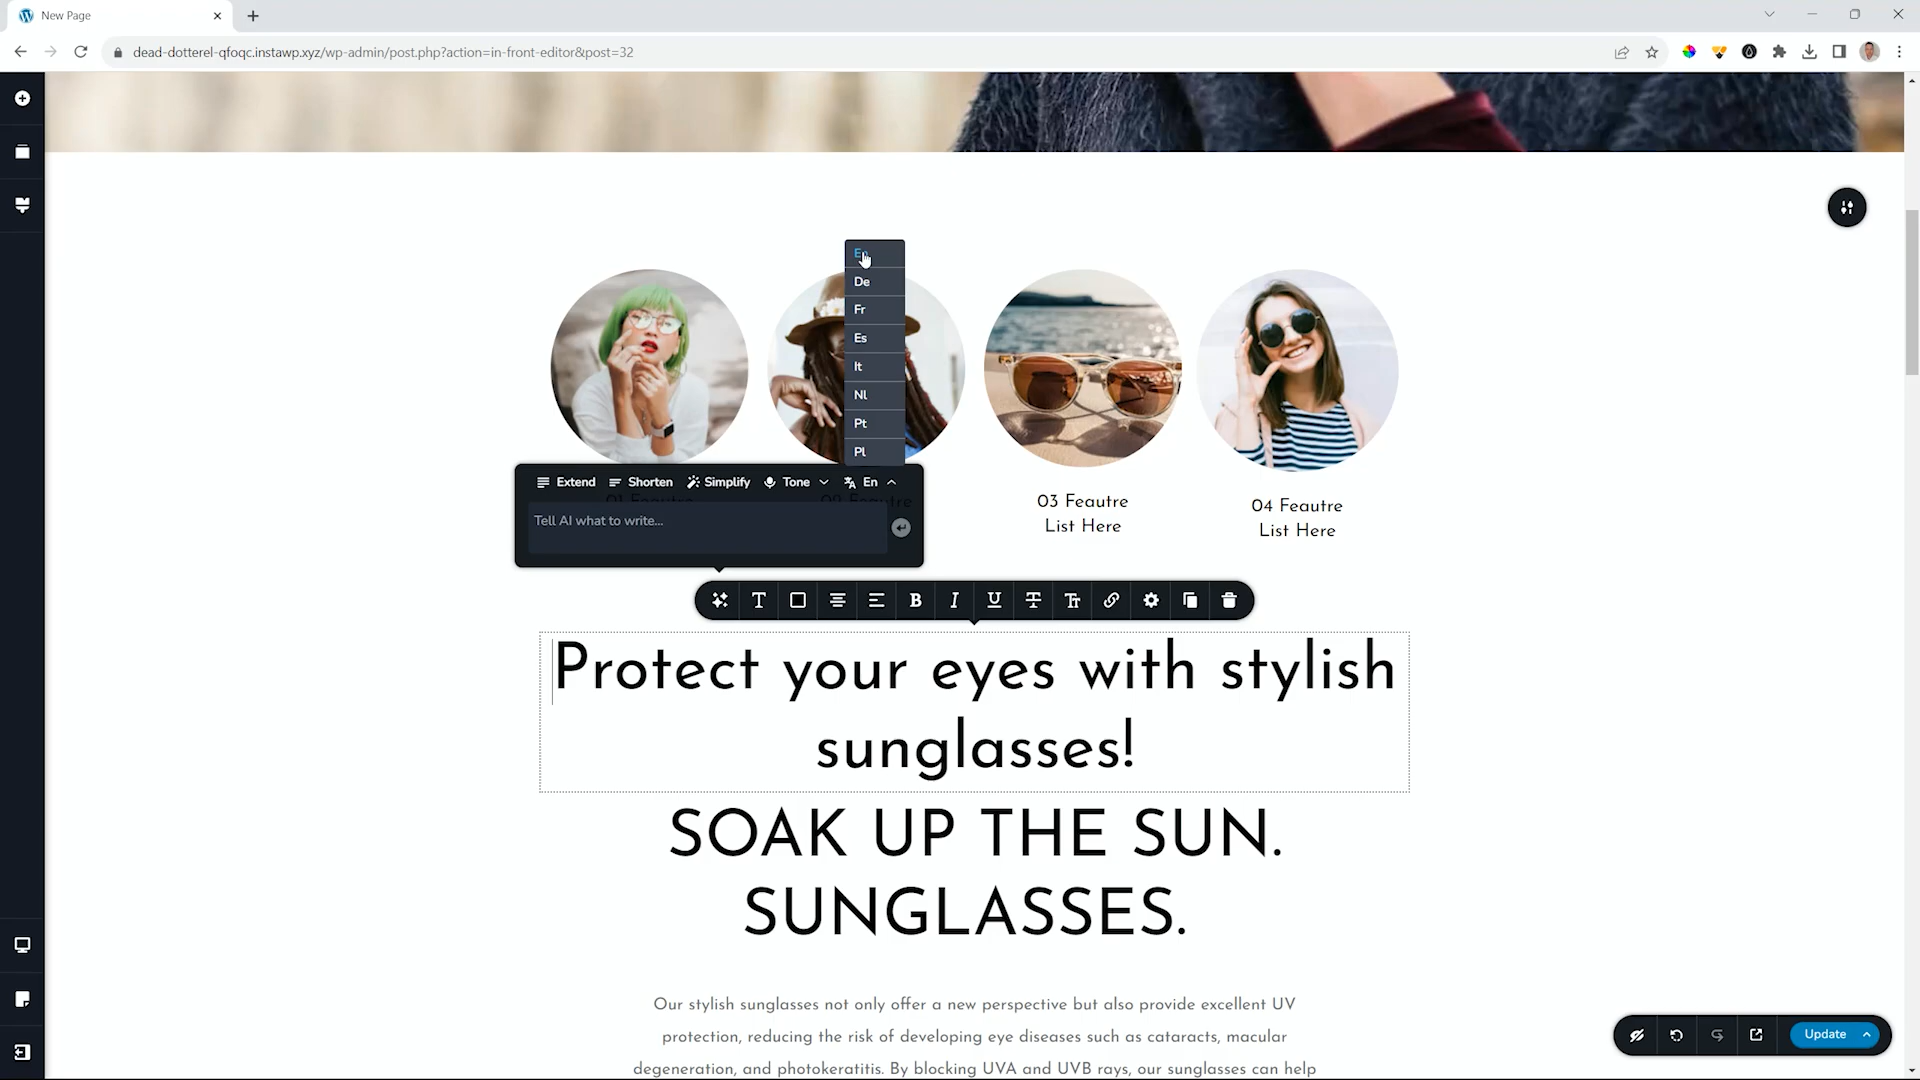 New Page
dead-dotterel-qfoqc.instawp.xyz/wp-admin/post.php?action=in-front-editor&post=32
De
Fr
Es
It
Nl
Pt
Pl
Extend Shorten Simplify Tone En
Tell AI what to write...
03 Feautre
List Here
04 Feautre
List Here
Protect your eyes with stylish
sunglasses!
SOAK UP THE SUN.
SUNGLASSES.
Our stylish sunglasses not only offer a new perspective but also provide excellent UV
protection, reducing the risk of developing eye diseases such as cataracts, macular
degeneration, and photokeratitis. By blocking UVA and UVB rays, our sunglasses can help
Update